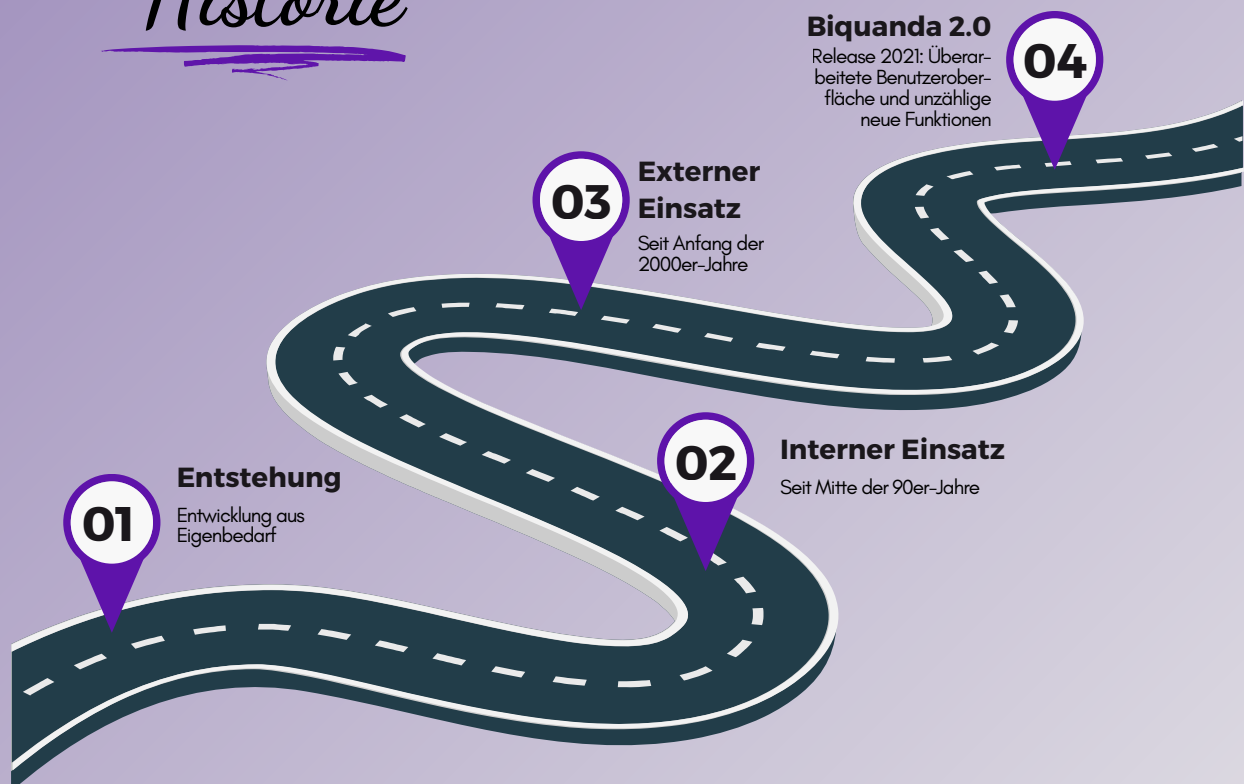 Historie
01
Entstehung
Entwicklung aus
Eigenbedarf
02
Interner Einsatz
Seit Mitte der 90er-Jahre
03
Externer
Einsatz
Seit Anfang der
2000er-Jahre
04
Biquanda 2.0
Release 2021: Überar-
beitete Benutzerober-
fläche und unzählige
neue Funktionen